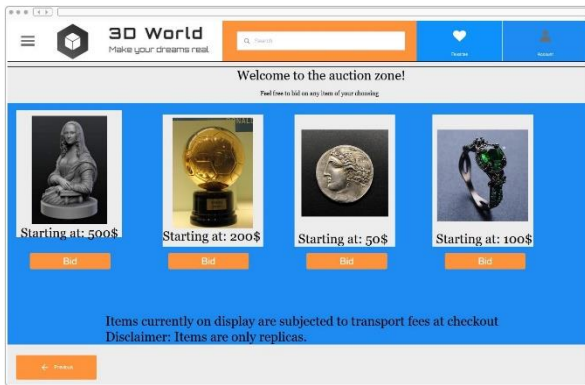 3D World
Make your dreams real
Search
Favorites
Account
Welcome to the auction zone!
Feel free to bid on any item of your choosing
Starting at: 500$
Starting at: 200$
Starting at: 50$
Starting at: 100$
Bid
Bid
Bid
Bid
Items currently on display are subjected to transport fees at checkout
Disclaimer: Items are only replicas.